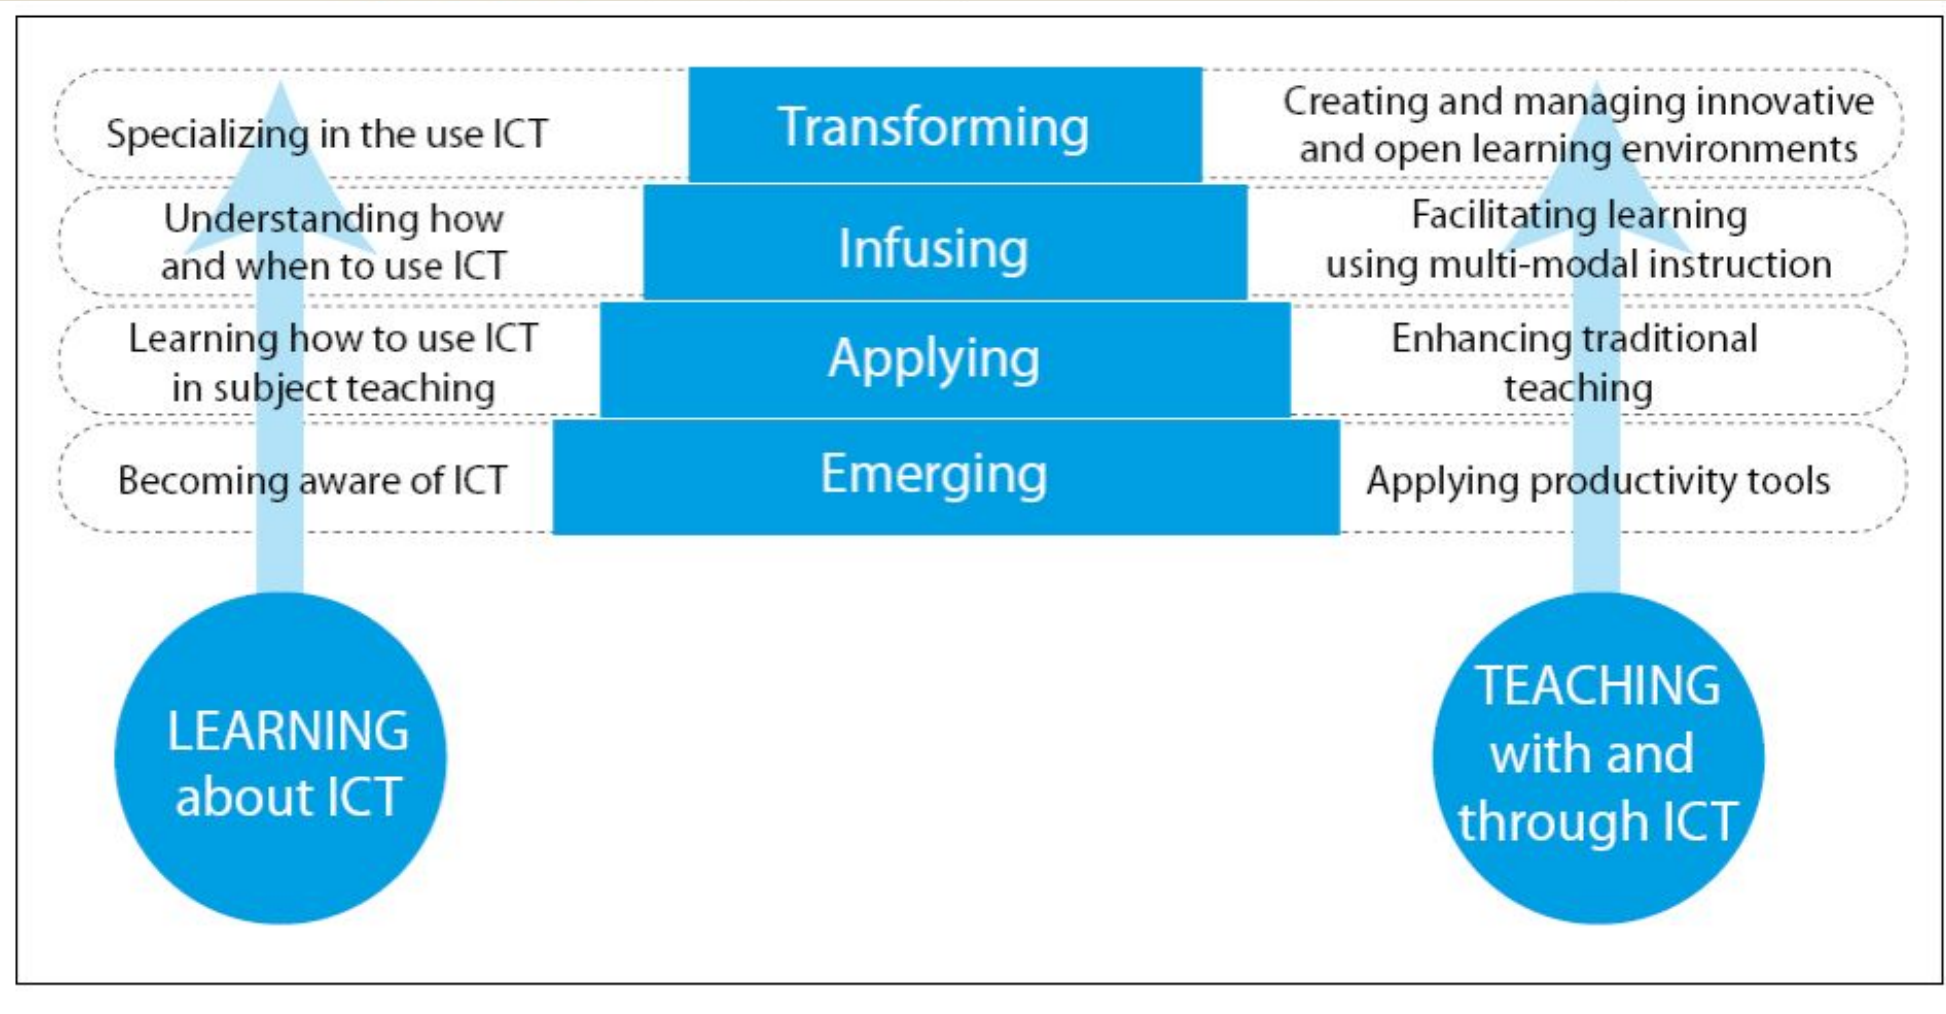 Specializing in the use ICT
Transforming
Creating and managing innovative
and open learning environments
Understanding how
and when to use ICT
Infusing
Facilitating learning
using multi-modal instruction
Learning how to use ICT
in subject teaching
Applying
Enhancing traditional
teaching
Becoming aware of ICT
Emerging
Applying productivity tools
LEARNING
about ICT
TEACHING
with and
through ICT